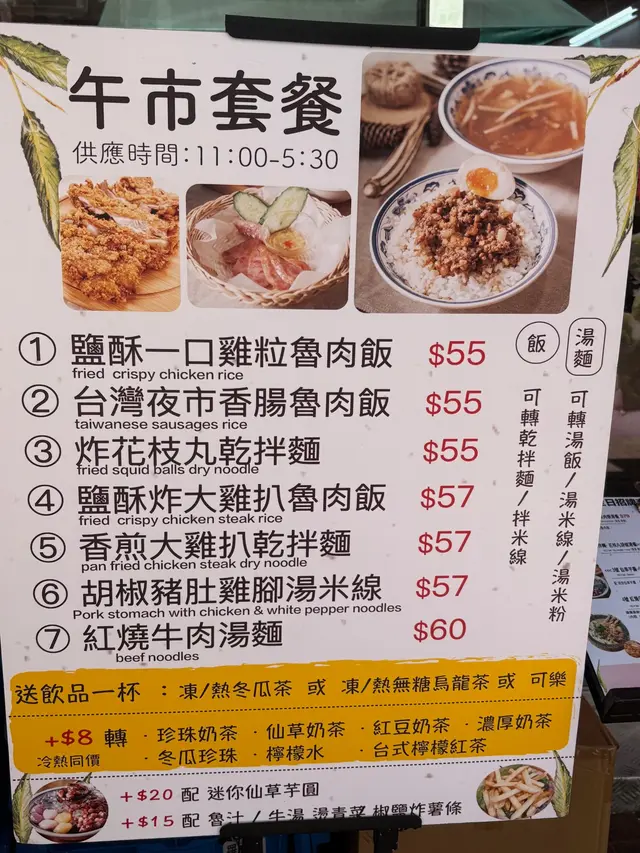 午市套餐
供應時間:11:00-5:30
① 鹽酥一口雞粒魯肉飯 $55
fried crispy chicken rice
② 台灣夜市香腸魯肉飯 $55
taiwanese sausages rice
③ 炸花枝丸乾拌麵 $55
fried squid balls dry noodle
④ 鹽酥炸大雞扒魯肉飯 $57
fried crispy chicken steak rice
⑤ 香煎大雞扒乾拌麵 $57
pan fried chicken steak dry noodle
⑥ 胡椒豬肚雞腳湯米線 $57
Pork stomach with chicken & white pepper noodles
⑦ 紅燒牛肉湯麵 $60
beef noodles
飯 可轉乾拌麵/拌米線
湯麵 可轉湯飯/湯米線/湯米粉
送飲品一杯 : 凍/熱冬瓜茶 或 凍/熱無糖烏龍茶 或 可樂
+$8 轉 · 珍珠奶茶 · 仙草奶茶 · 紅豆奶茶 · 濃厚奶茶
冷熱同價 · 冬瓜珍珠 · 檸檬水 · 台式檸檬紅茶
+$20 配 迷你仙草芋圓
+$15 配 魯汁/牛湯 燙青菜 椒鹽炸薯條